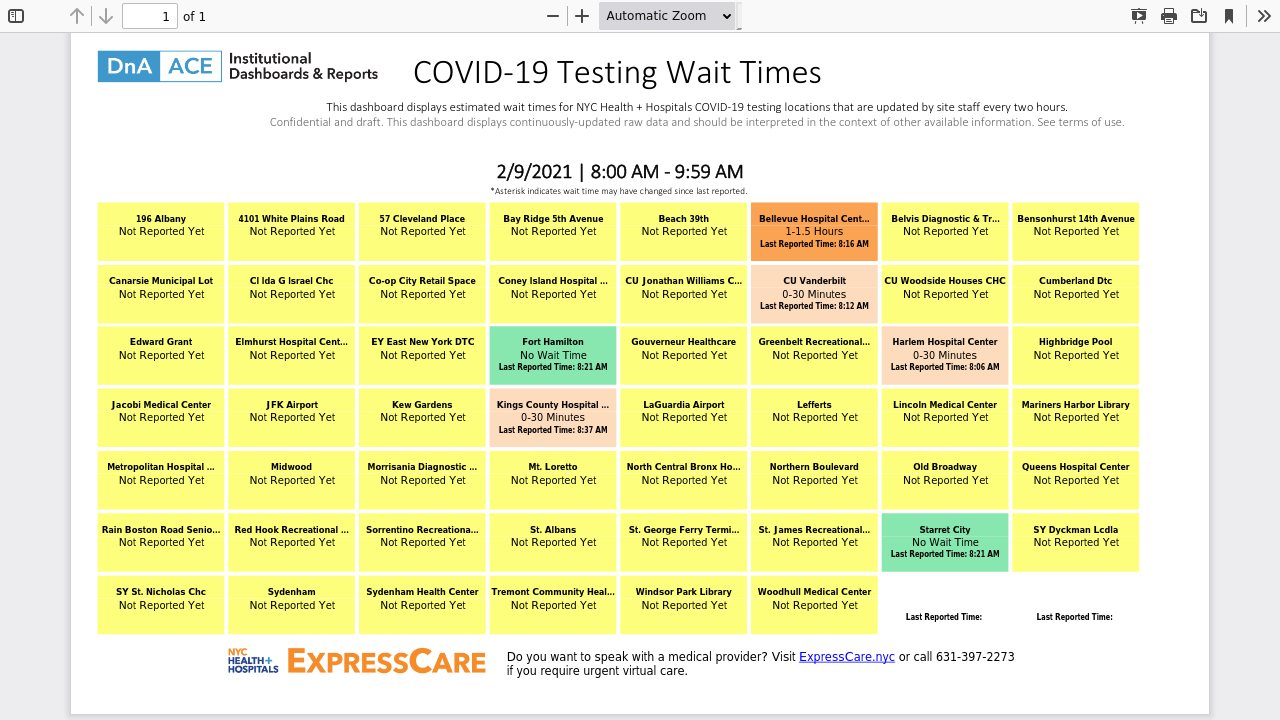 1 of 1 Automatic Zoom
DnA ACE Institutional Dashboards & Reports
COVID-19 Testing Wait Times
This dashboard displays estimated wait times for NYC Health + Hospitals COVID-19 testing locations that are updated by site staff every two hours.
Confidential and draft. This dashboard displays continuously-updated raw data and should be interpreted in the context of other available information. See terms of use.
2/9/2021 | 8:00 AM - 9:59 AM
*Asterisk indicates wait time may have changed since last reported.
196 Albany
Not Reported Yet
4101 White Plains Road
Not Reported Yet
57 Cleveland Place
Not Reported Yet
Bay Ridge 5th Avenue
Not Reported Yet
Beach 39th
Not Reported Yet
Bellevue Hospital Cent...
1-1.5 Hours
Last Reported Time: 8:16 AM
Belvis Diagnostic & Tr...
Not Reported Yet
Bensonhurst 14th Avenue
Not Reported Yet
Canarsie Municipal Lot
Not Reported Yet
CI Ida G Israel Chc
Not Reported Yet
Co-op City Retail Space
Not Reported Yet
Coney Island Hospital ...
Not Reported Yet
CU Jonathan Williams C...
Not Reported Yet
CU Vanderbilt
0-30 Minutes
Last Reported Time: 8:12 AM
CU Woodside Houses CHC
Not Reported Yet
Cumberland Dtc
Not Reported Yet
Edward Grant
Not Reported Yet
Elmhurst Hospital Cent...
Not Reported Yet
EY East New York DTC
Not Reported Yet
Fort Hamilton
No Wait Time
Last Reported Time: 8:21 AM
Gouverneur Healthcare
Not Reported Yet
Greenbelt Recreational...
Not Reported Yet
Harlem Hospital Center
0-30 Minutes
Last Reported Time: 8:06 AM
Highbridge Pool
Not Reported Yet
Jacobi Medical Center
Not Reported Yet
JFK Airport
Not Reported Yet
Kew Gardens
Not Reported Yet
Kings County Hospital ...
0-30 Minutes
Last Reported Time: 8:37 AM
LaGuardia Airport
Not Reported Yet
Lefferts
Not Reported Yet
Lincoln Medical Center
Not Reported Yet
Mariners Harbor Library
Not Reported Yet
Metropolitan Hospital ...
Not Reported Yet
Midwood
Not Reported Yet
Morrisania Diagnostic ...
Not Reported Yet
Mt. Loretto
Not Reported Yet
North Central Bronx Ho...
Not Reported Yet
Northern Boulevard
Not Reported Yet
Old Broadway
Not Reported Yet
Queens Hospital Center
Not Reported Yet
Rain Boston Road Senio...
Not Reported Yet
Red Hook Recreational ...
Not Reported Yet
Sorrentino Recreationa...
Not Reported Yet
St. Albans
Not Reported Yet
St. George Ferry Termi...
Not Reported Yet
St. James Recreational...
Not Reported Yet
Starret City
No Wait Time
Last Reported Time: 8:21 AM
SY Dyckman Lcdla
Not Reported Yet
SY St. Nicholas Chc
Not Reported Yet
Sydenham
Not Reported Yet
Sydenham Health Center
Not Reported Yet
Tremont Community Heal...
Not Reported Yet
Windsor Park Library
Not Reported Yet
Woodhull Medical Center
Not Reported Yet
Last Reported Time:
Last Reported Time:
NYC
HEALTH+
HOSPITALS
EXPRESSCARE
Do you want to speak with a medical provider? Visit ExpressCare.nyc or call 631-397-2273
if you require urgent virtual care.